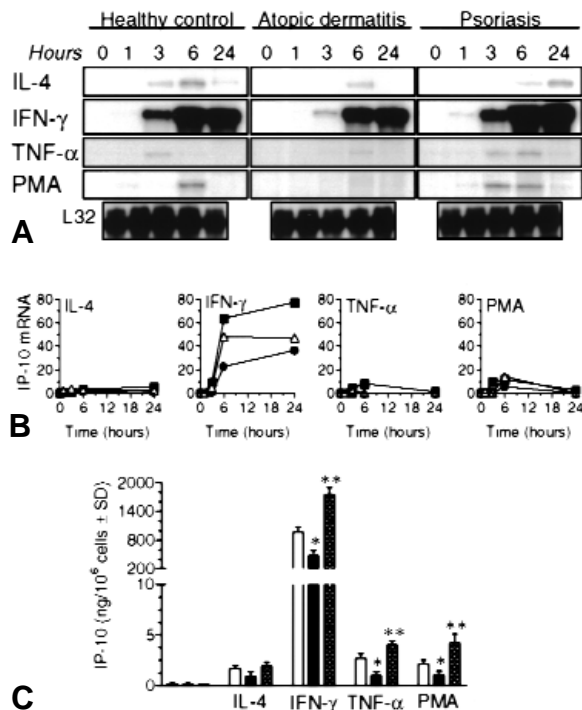 Healthy control Atopic dermatitis Psoriasis
Hours 0 1 3 6 24 0 1 3 6 24 0 1 3 6 24
IL-4
IFN-γ
TNF-α
PMA
L32
A
80 IL-4 80 IFN-γ 80 TNF-α 80 PMA
60 60 60 60
40 40 40 40
20 20 20 20
0 0 0 0
0 6 12 18 24 0 6 12 18 24 0 6 12 18 24 0 6 12 18 24
IP-10 mRNA
Time (hours) Time (hours) Time (hours) Time (hours)
B
IP-10 (ng/10⁶ cells ± SD)
2000
1400
800
200
10
5
0
* ** * ** * **
IL-4 IFN-γ TNF-α PMA
C